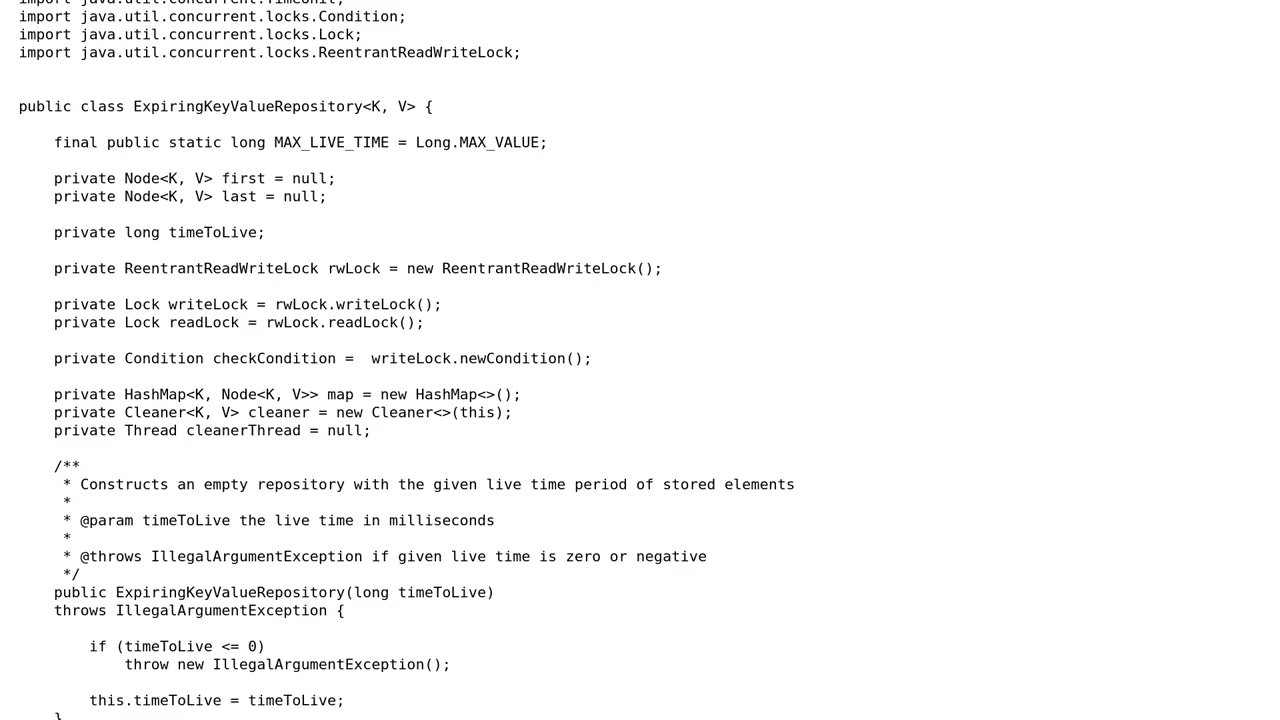 import java.util.concurrent.TimeUnit;
import java.util.concurrent.locks.Condition;
import java.util.concurrent.locks.Lock;
import java.util.concurrent.locks.ReentrantReadWriteLock;
public class ExpiringKeyValueRepository<K, V> {
final public static long MAX_LIVE_TIME = Long.MAX_VALUE;
private Node<K, V> first = null;
private Node<K, V> last = null;
private long timeToLive;
private ReentrantReadWriteLock rwLock = new ReentrantReadWriteLock();
private Lock writeLock = rwLock.writeLock();
private Lock readLock = rwLock.readLock();
private Condition checkCondition =  writeLock.newCondition();
private HashMap<K, Node<K, V>> map = new HashMap<>();
private Cleaner<K, V> cleaner = new Cleaner<>(this);
private Thread cleanerThread = null;
/**
* Constructs an empty repository with the given live time period of stored elements
*
* @param timeToLive the live time in milliseconds
*
* @throws IllegalArgumentException if given live time is zero or negative
*/
public ExpiringKeyValueRepository(long timeToLive)
throws IllegalArgumentException {
if (timeToLive <= 0)
throw new IllegalArgumentException();
this.timeToLive = timeToLive;
}